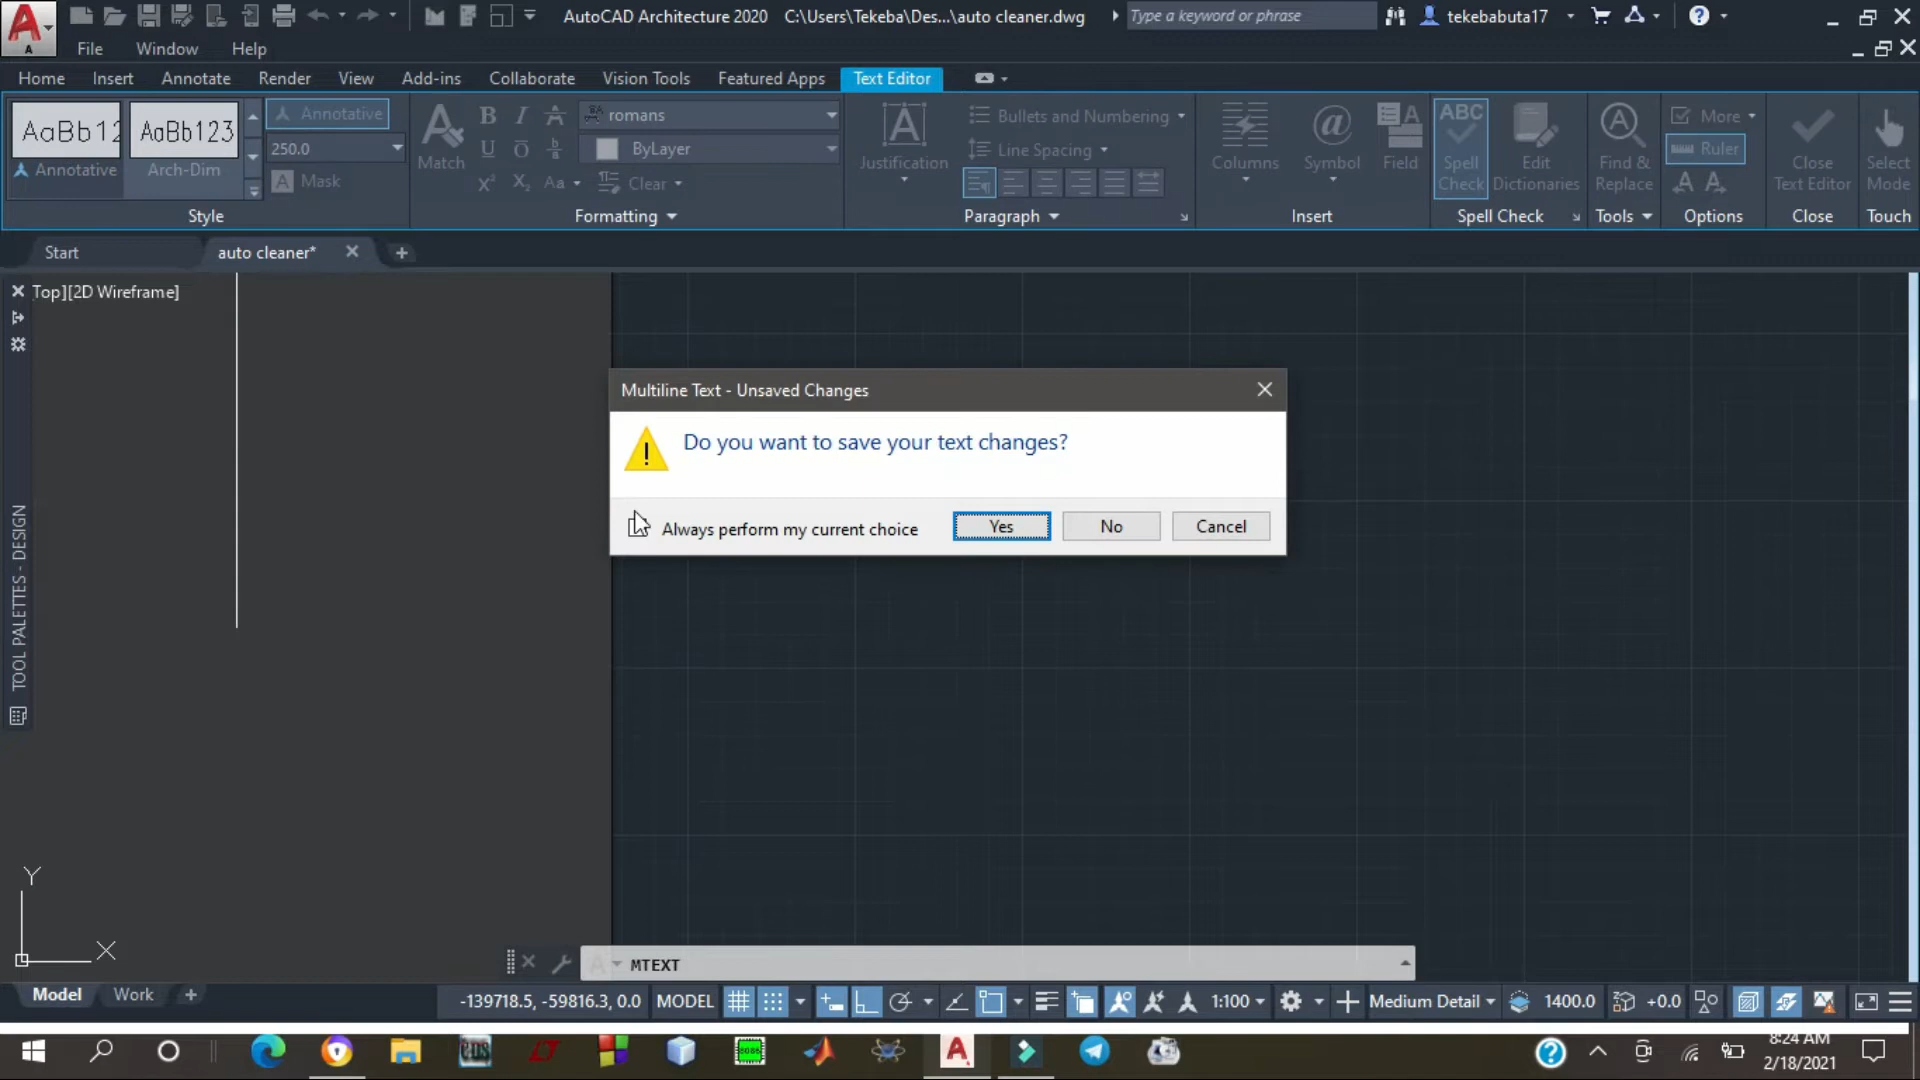 AutoCAD Architecture 2020 C:\Users\Tekeba\Des...\auto cleaner.dwg
Type a keyword or phrase
tekebabuta17
A
File Window Help
Home Insert Annotate Render View Add-ins Collaborate Vision Tools Featured Apps Text Editor
AaBb12 AaBb123
Annotative Arch-Dim
Annotative
250.0
Mask
Style
Match
romans
ByLayer
Clear
Formatting
Justification
Bullets and Numbering
Line Spacing
Paragraph
Columns
Symbol
Field
Insert
ABC
Spell
Check
Edit
Dictionaries
Spell Check
Find &
Replace
Tools
More
Ruler
Options
Close
Text Editor
Close
Select
Mode
Touch
Start
auto cleaner*
Top][2D Wireframe]
TOOL PALETTES - DESIGN
Multiline Text - Unsaved Changes
Do you want to save your text changes?
Always perform my current choice
Yes No Cancel
Y
X
MTEXT
Model Work
-139718.5, -59816.3, 0.0 MODEL
1:100
Medium Detail
1400.0
+0.0
8:24 AM
2/18/2021